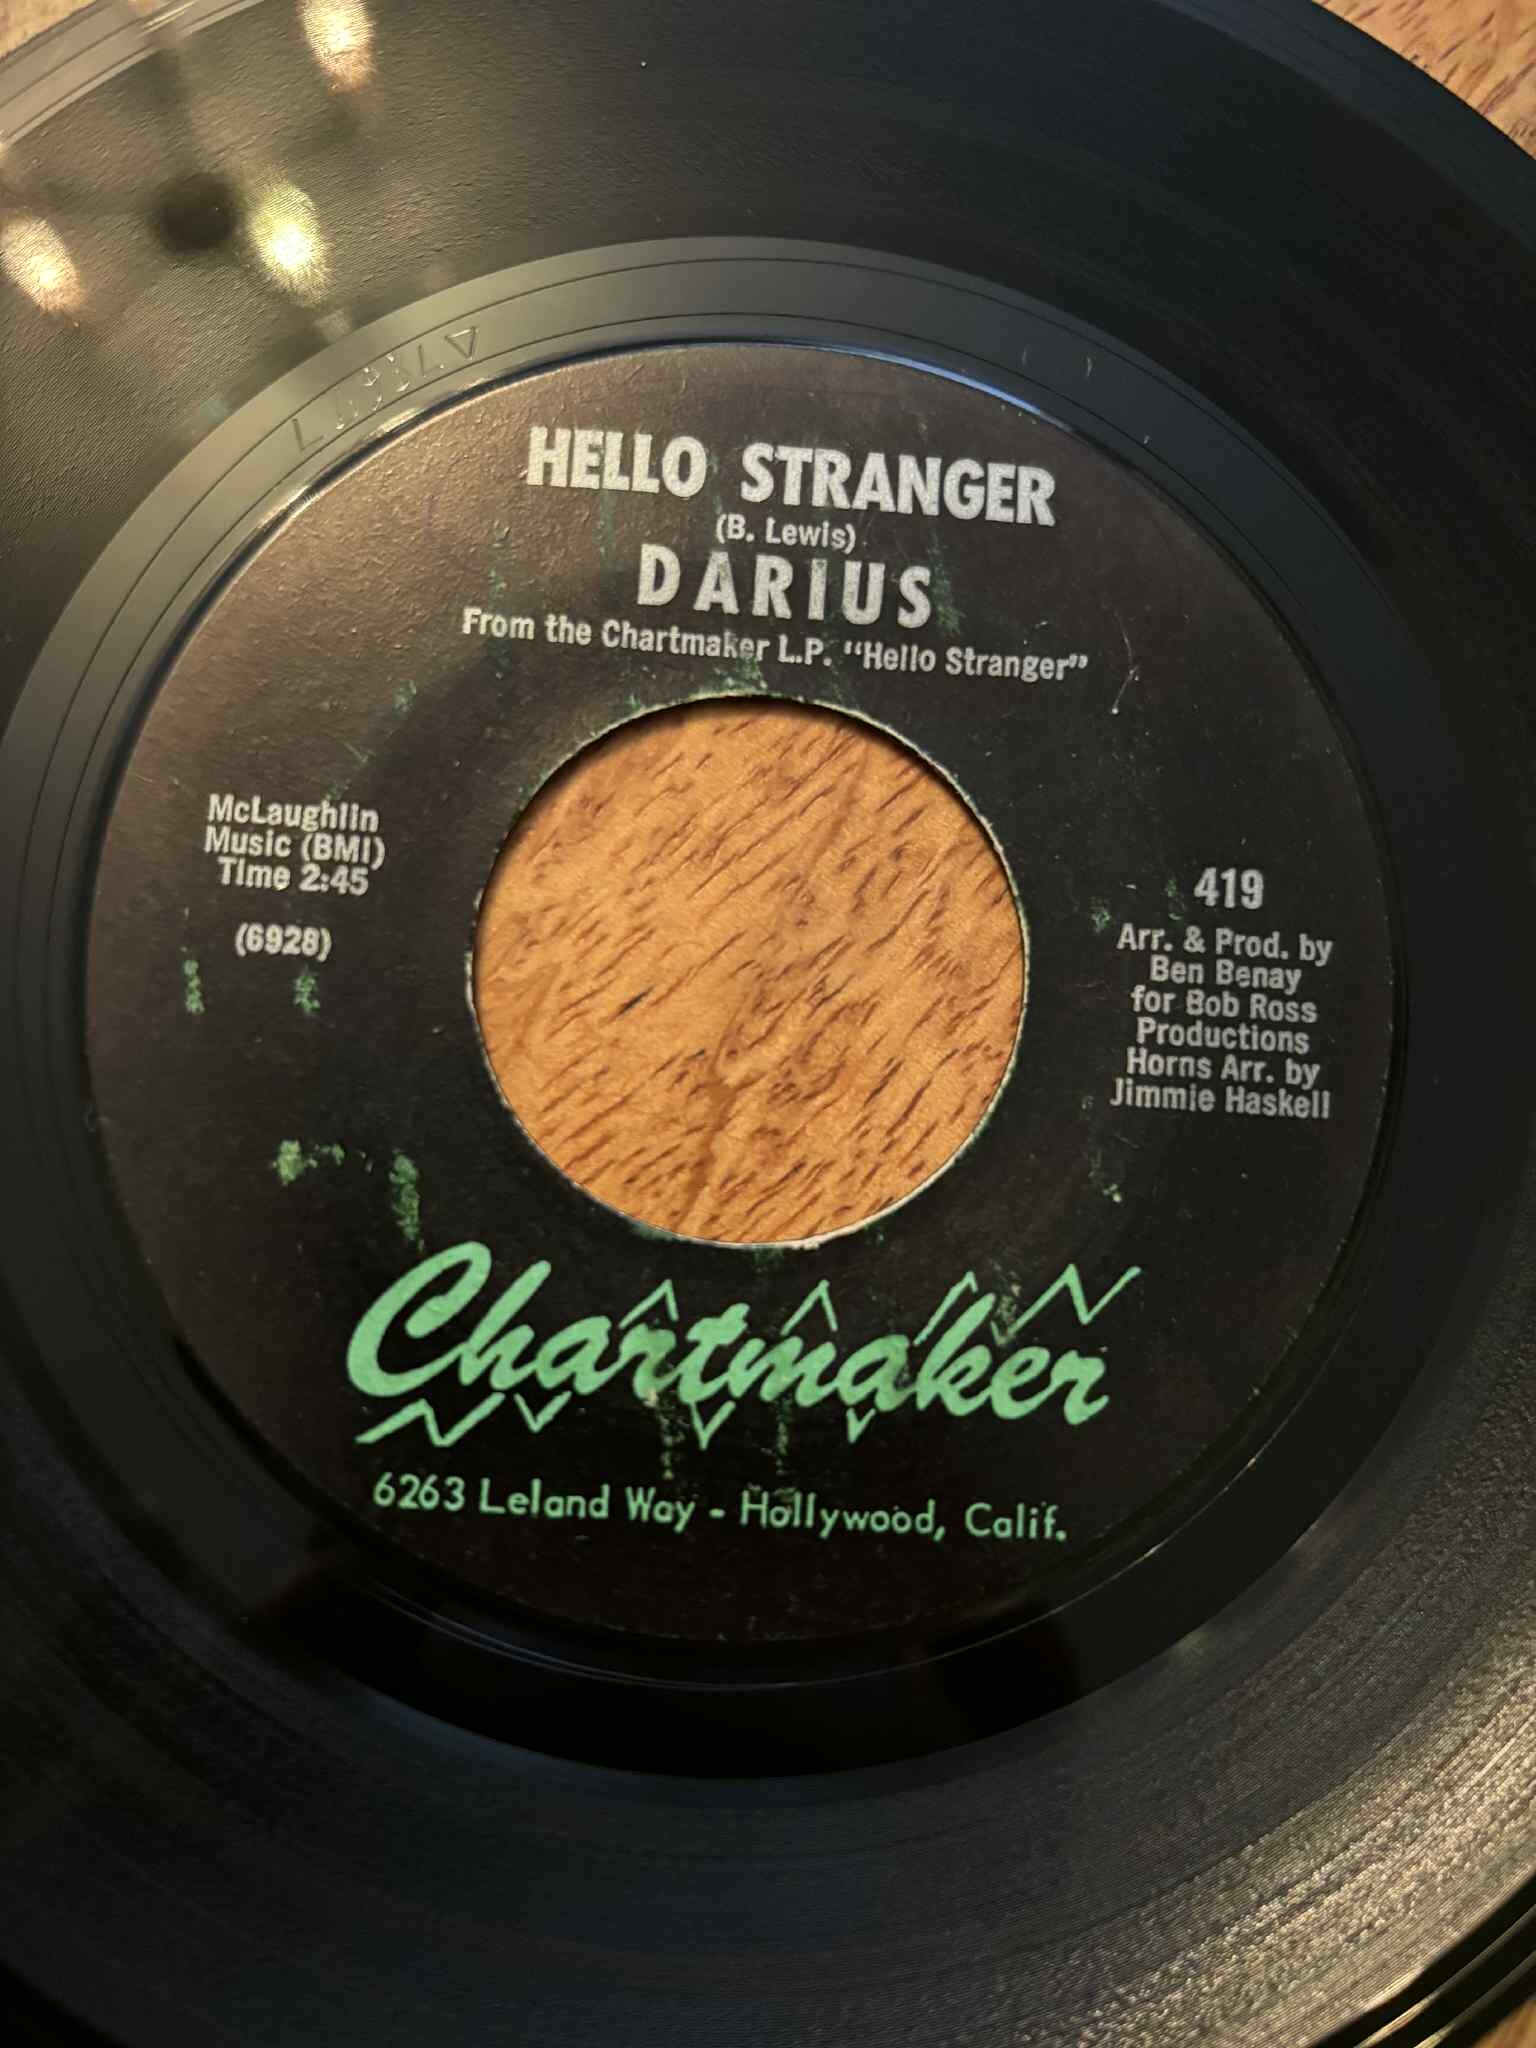 HELLO STRANGER
(B. Lewis)
DARIUS
From the Chartmaker L.P. "Hello Stranger"
McLaughlin
Music (BMI)
Time 2:45
(6928)
419
Arr. & Prod. by
Ben Benay
for Bob Ross
Productions
Horns Arr. by
Jimmie Haskell
Chartmaker
6263 Leland Way - Hollywood, Calif.